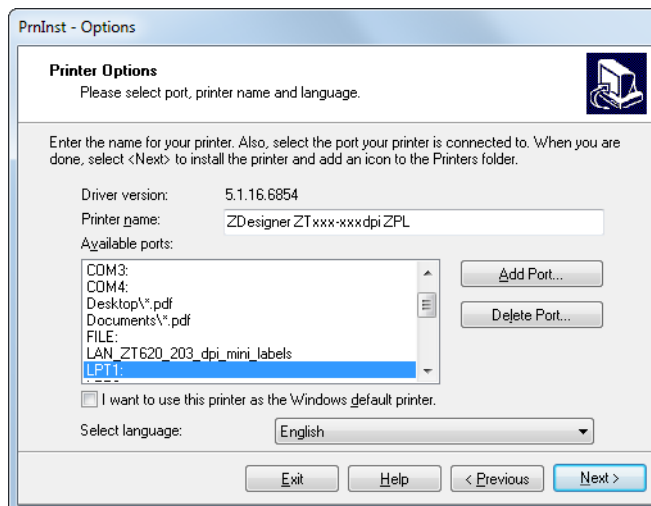 PrnInst - Options
Printer Options
Please select port, printer name and language.
Enter the name for your printer. Also, select the port your printer is connected to. When you are
done, select <Next> to install the printer and add an icon to the Printers folder.
Driver version: 5.1.16.6854
Printer name: ZDesigner ZTxxx-xxxdpi ZPL
Available ports:
COM3:
COM4:
Desktop\*.pdf
Documents\*.pdf
FILE:
LAN_ZT620_203_dpi_mini_labels
LPT1:
Add Port...
Delete Port...
I want to use this printer as the Windows default printer.
Select language: English
Exit Help < Previous Next >